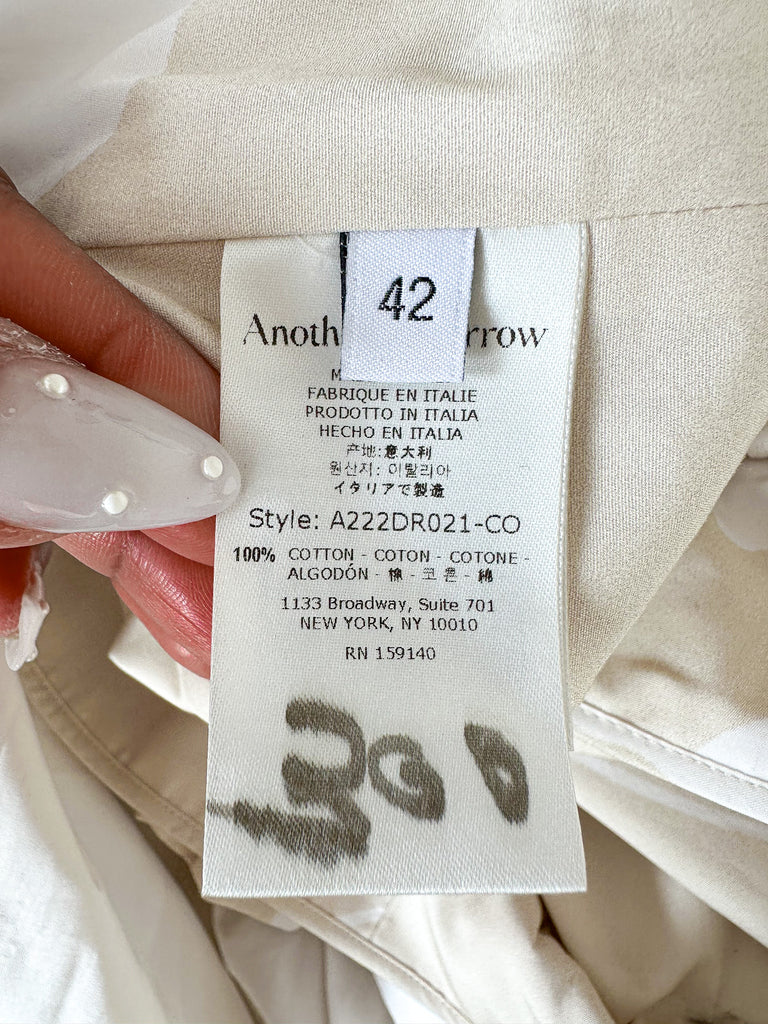 42
Anoth rrow
M
FABRIQUE EN ITALIE
PRODOTTO IN ITALIA
HECHO EN ITALIA
产地:意大利
원산지: 이탈리아
イタリアで製造
Style: A222DR021-CO
100% COTTON - COTON - COTONE -
ALGODÓN - 棉 - 코튼 - 綿
1133 Broadway, Suite 701
NEW YORK, NY 10010
RN 159140
300